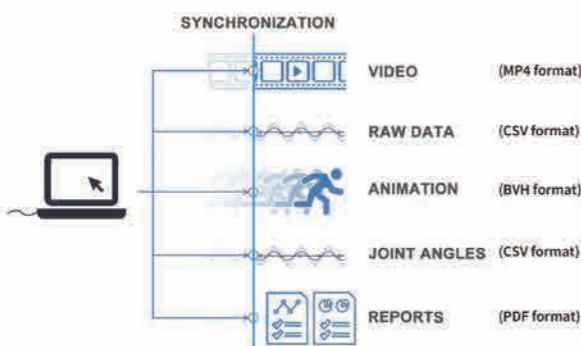 SYNCHRONIZATION
VIDEO (MP4 format)
RAW DATA (CSV format)
ANIMATION (BVH format)
JOINT ANGLES (CSV format)
REPORTS (PDF format)